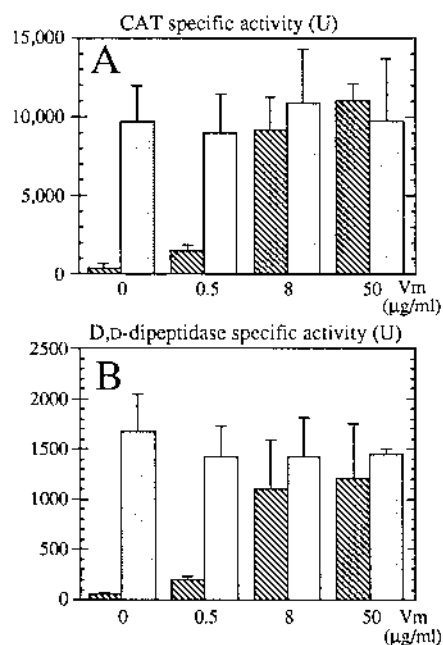 CAT specific activity (U)
15,000
A
10,000
5,000
0
0 0.5 8 50 Vm
(μg/ml)
D,D-dipeptidase specific activity (U)
2500
B
2000
1500
1000
500
0
0 0.5 8 50 Vm
(μg/ml)